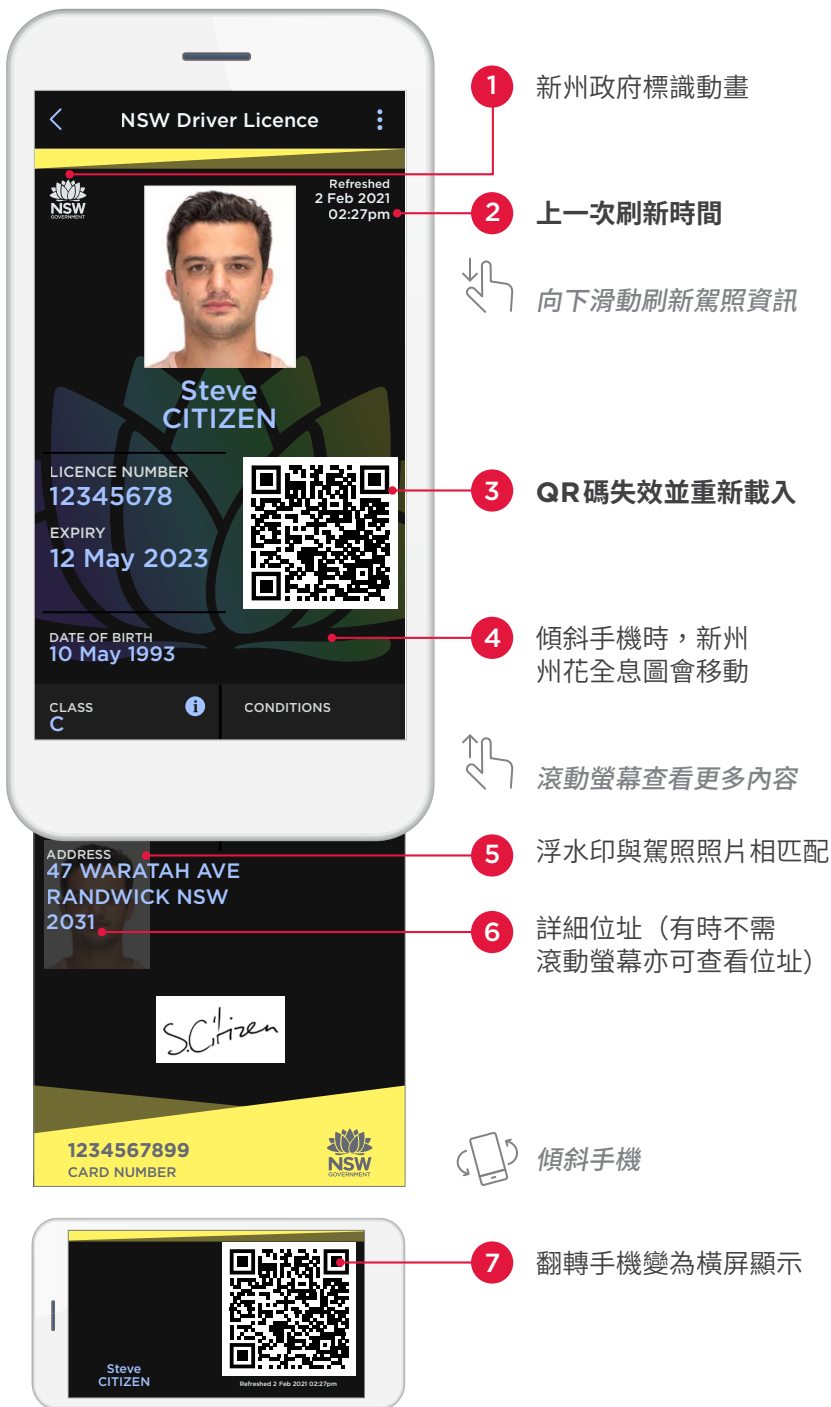 1 新州政府標識動畫
NSW Driver Licence
NSW
GOVERNMENT
Refreshed
2 Feb 2021
02:27pm
2 上一次刷新時間
向下滑動刷新駕照資訊
Steve
CITIZEN
LICENCE NUMBER
12345678
3 QR碼失效並重新載入
EXPIRY
12 May 2023
DATE OF BIRTH
10 May 1993
4 傾斜手機時，新州
州花全息圖會移動
CLASS
C
i
CONDITIONS
滾動螢幕查看更多內容
ADDRESS
47 WARATAH AVE
RANDWICK NSW
2031
5 浮水印與駕照照片相匹配
6 詳細位址（有時不需
滾動螢幕亦可查看位址）
S.Citizen
1234567899
CARD NUMBER
NSW
GOVERNMENT
傾斜手機
7 翻轉手機變為橫屏顯示
Steve
CITIZEN
Refreshed 2 Feb 2021 02:27pm